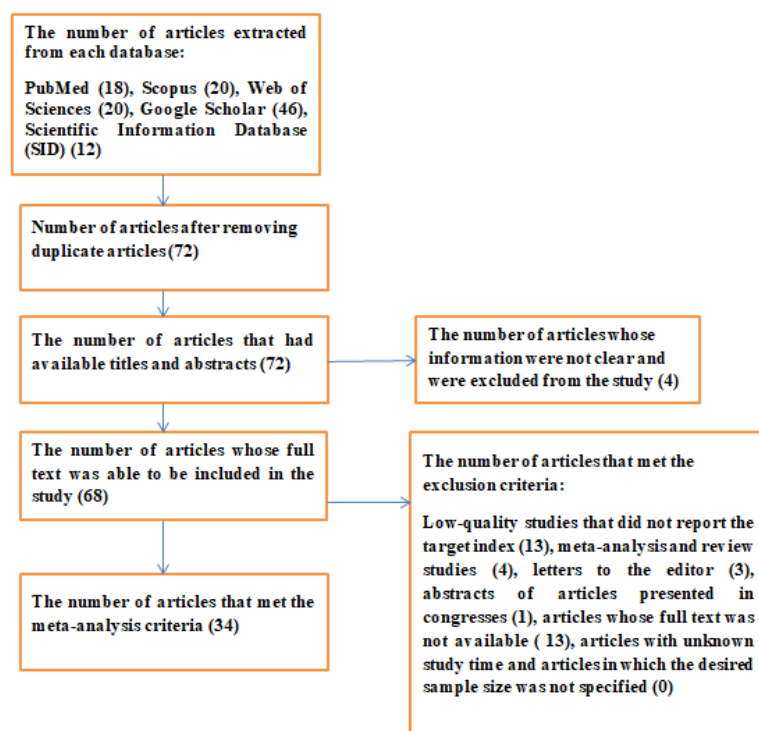 The number of articles extracted
from each database:
PubMed (18), Scopus (20), Web of
Sciences (20), Google Scholar (46),
Scientific Information Database
(SID) (12)
Number of articles after removing
duplicate articles (72)
The number of articles that had
available titles and abstracts (72)
The number of articles whose
information were not clear and
were excluded from the study (4)
The number of articles whose full
text was able to be included in the
study (68)
The number of articles that met the
exclusion criteria:
Low-quality studies that did not report the
target index (13), meta-analysis and review
studies (4), letters to the editor (3),
abstracts of articles presented in
congresses (1), articles whose full text was
not available ( 13), articles with unknown
study time and articles in which the desired
sample size was not specified (0)
The number of articles that met the
meta-analysis criteria (34)